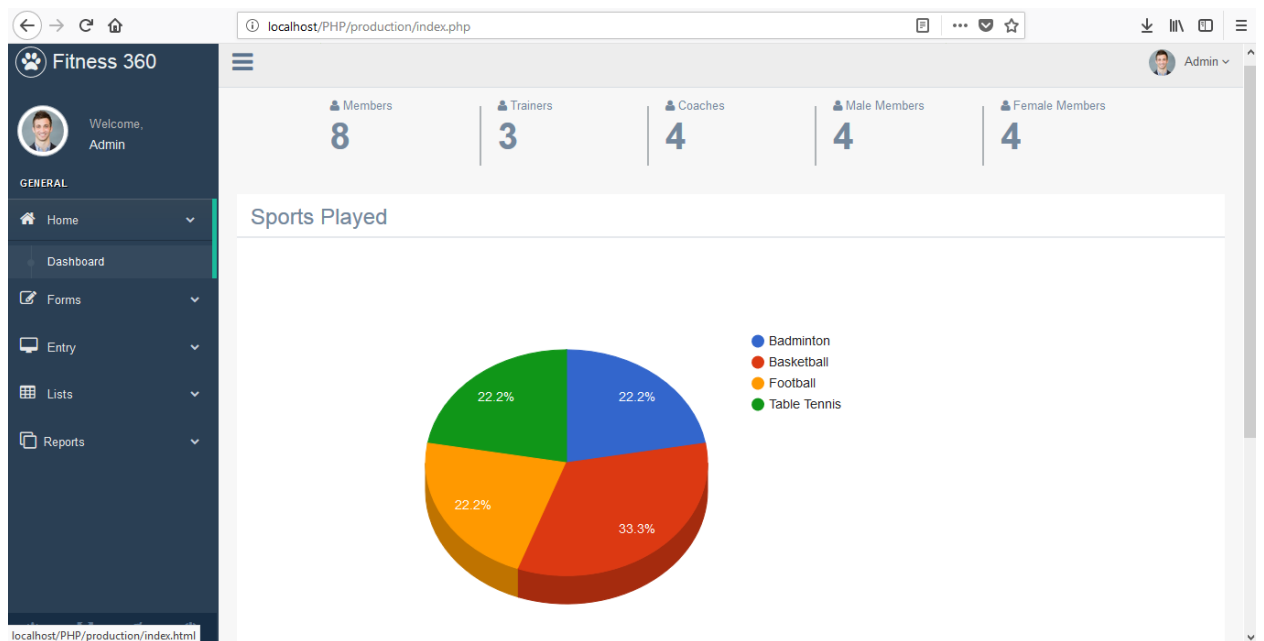 localhost/PHP/production/index.php
Fitness 360
Admin
Welcome,
Admin
GENERAL
Home
Dashboard
Forms
Entry
Lists
Reports
Members
8
Trainers
3
Coaches
4
Male Members
4
Female Members
4
Sports Played
22.2%
22.2%
22.2%
33.3%
Badminton
Basketball
Football
Table Tennis
localhost/PHP/production/index.html